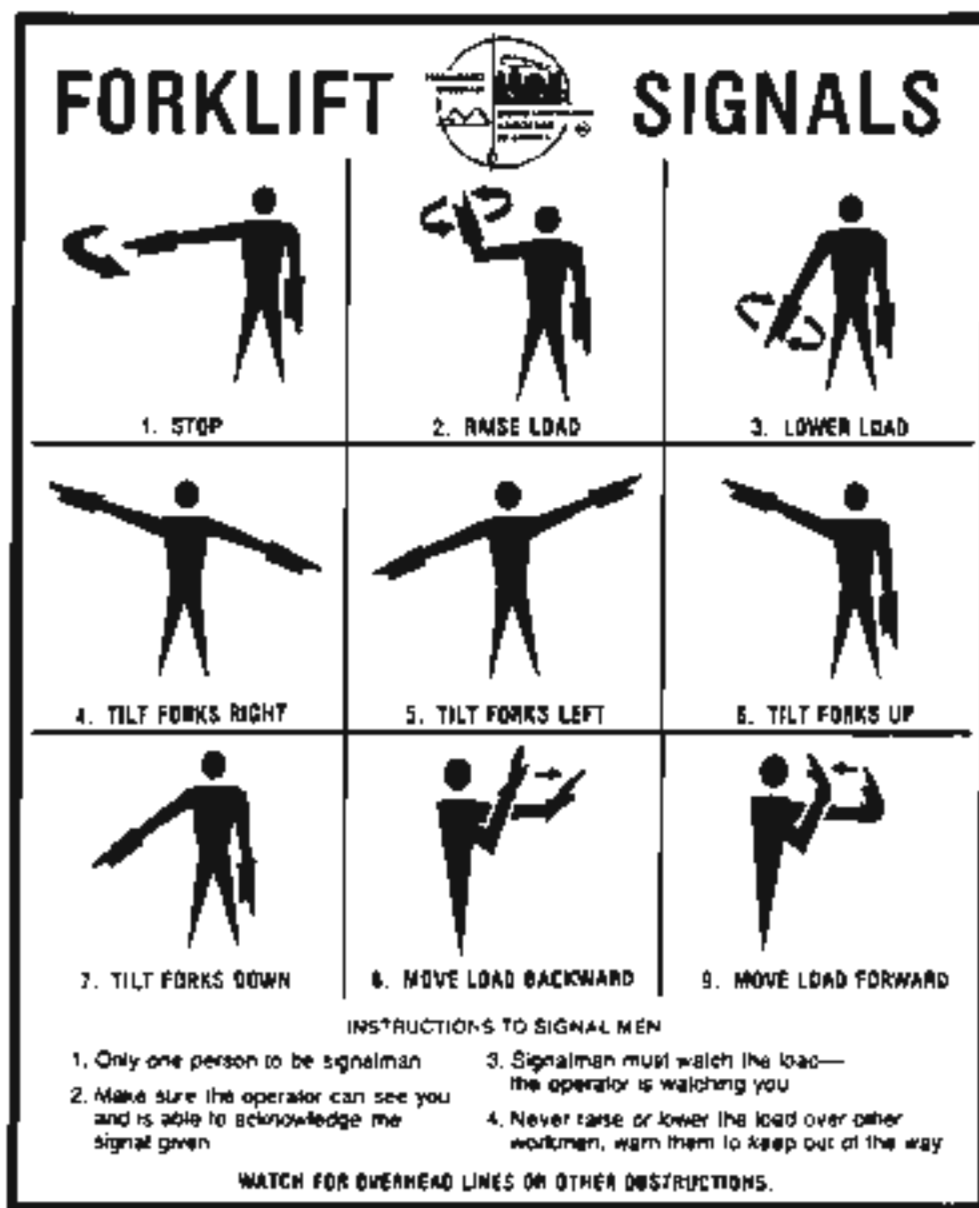 FORKLIFT SIGNALS
1. STOP
2. RAISE LOAD
3. LOWER LOAD
4. TILT FORKS RIGHT
5. TILT FORKS LEFT
6. TILT FORKS UP
7. TILT FORKS DOWN
8. MOVE LOAD BACKWARD
9. MOVE LOAD FORWARD
INSTRUCTIONS TO SIGNAL MEN
1. Only one person to be signalman
2. Make sure the operator can see you
and is able to acknowledge the
signal given
3. Signalman must watch the load—
the operator is watching you
4. Never raise or lower the load over other
workmen, warn them to keep out of the way
WATCH FOR OVERHEAD LINES OR OTHER OBSTRUCTIONS.